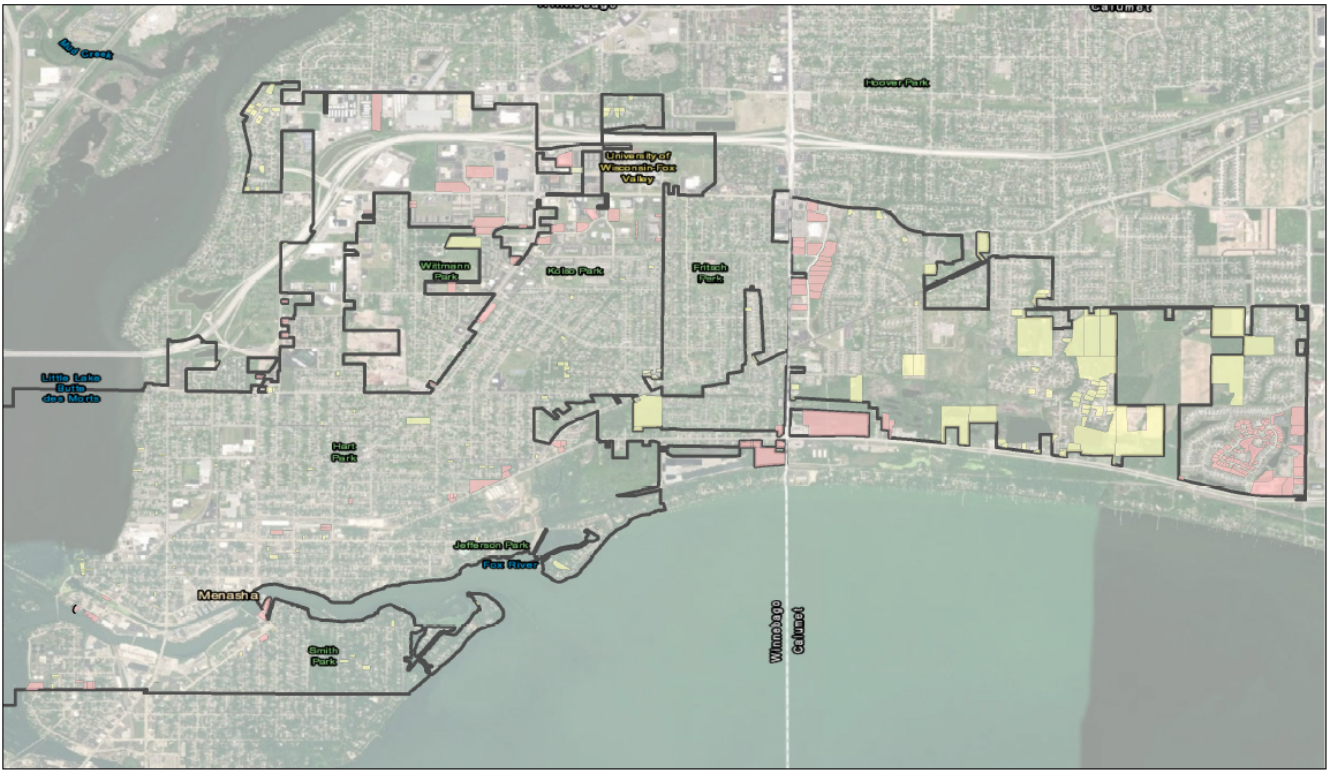 Winnebago
Calumet
Mud Creek
Hoover Park
University of
Wisconsin-Fox
Valley
Wittmann
Park
Koslo Park
Fritsch
Park
Little Lake
Butte
des Morts
Hart
Park
Jefferson Park
Fox River
Menasha
Smith
Park
Winnebago
Calumet